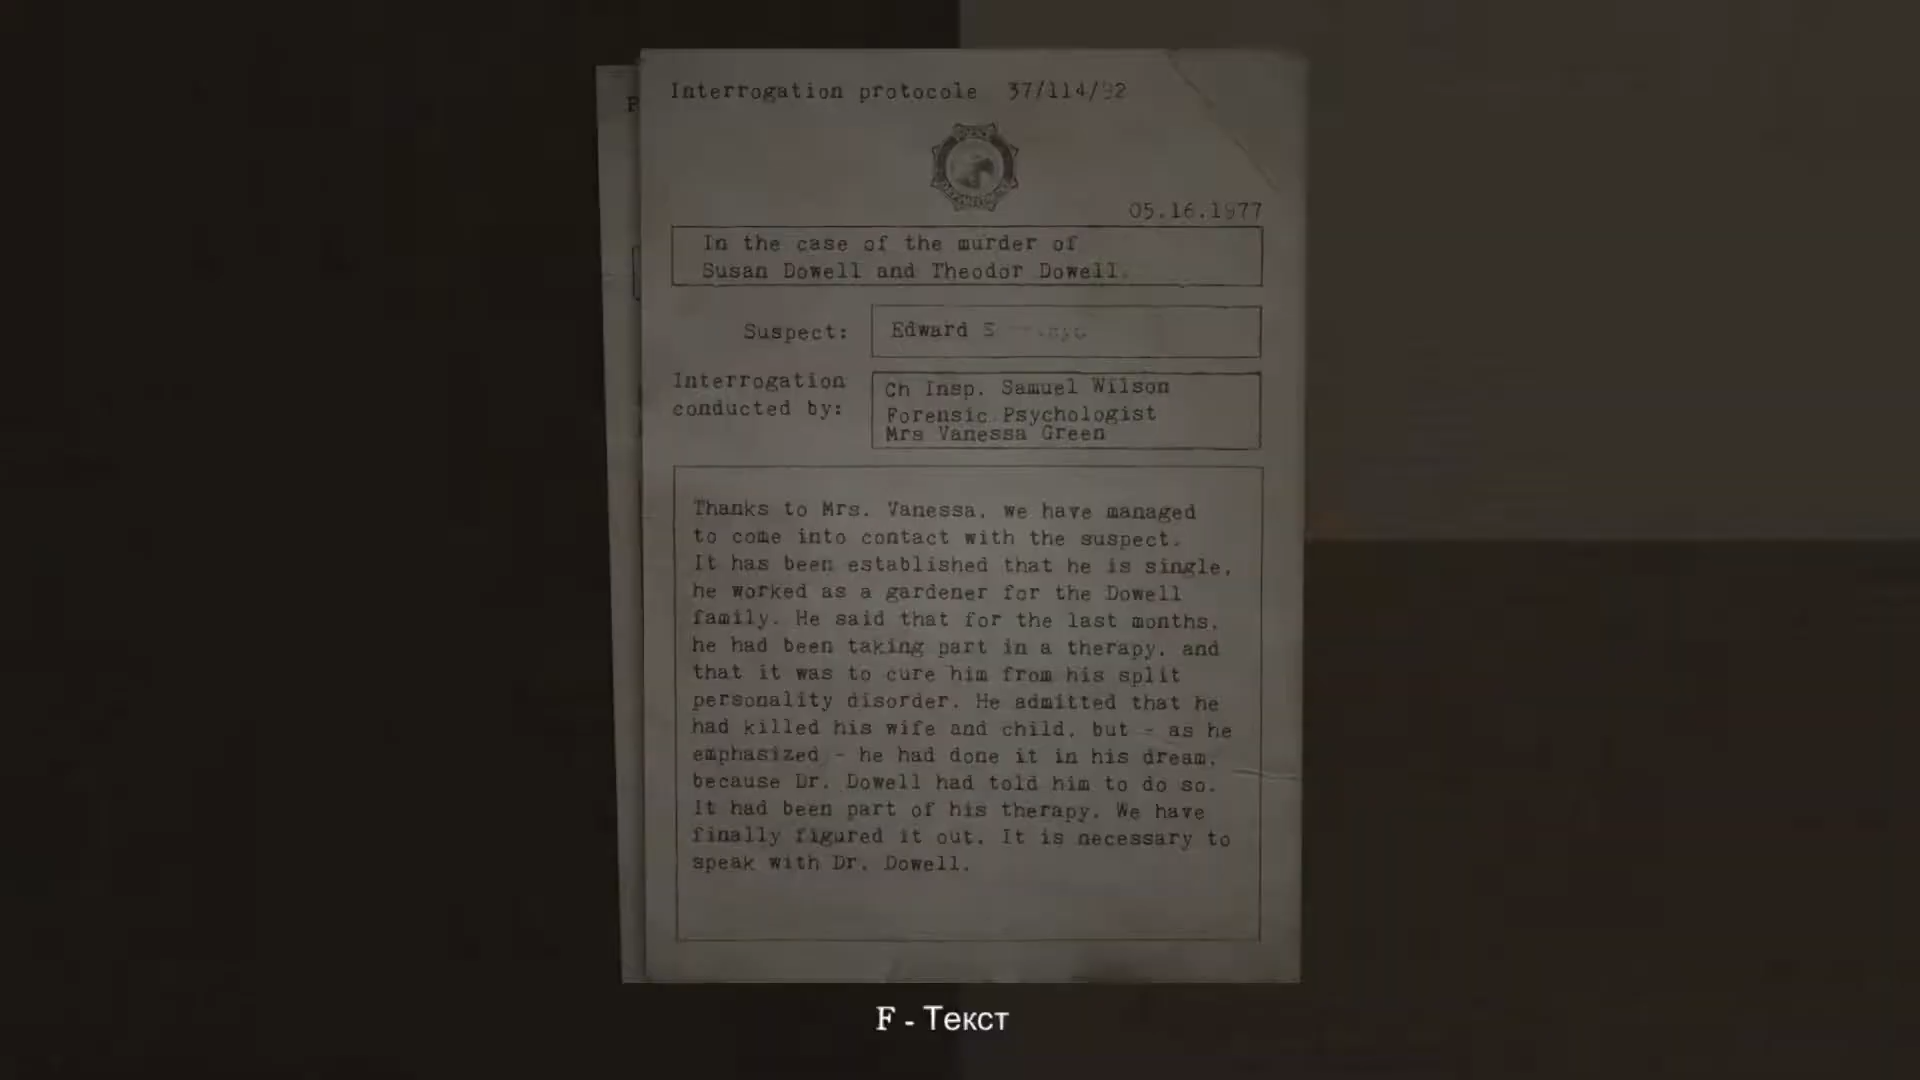 Interrogation protocole 37/114/92
05.16.1977
In the case of the murder of
Susan Dowell and Theodor Dowell.
Suspect:
Edward
Interrogation
conducted by:
Ch Insp. Samuel Wilson
Forensic Psychologist
Mrs Vanessa Green
Thanks to Mrs. Vanessa, we have managed
to come into contact with the suspect.
It has been established that he is single,
he worked as a gardener for the Dowell
family. He said that for the last months,
he had been taking part in a therapy, and
that it was to cure him from his split
personality disorder. He admitted that he
had killed his wife and child, but - as he
emphasized - he had done it in his dream,
because Dr. Dowell had told him to do so.
It had been part of his therapy. We have
finally figured it out. It is necessary to
speak with Dr. Dowell.
F - Текст